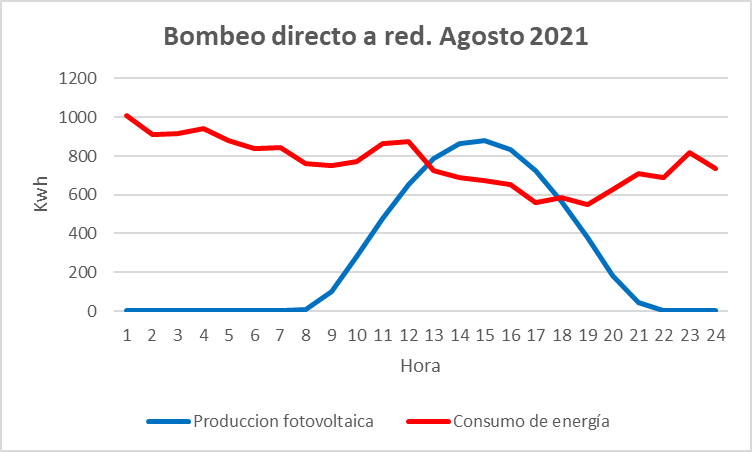 Bombeo directo a red. Agosto 2021
1200
1000
800
600
400
200
0
Kwh
1 2 3 4 5 6 7 8 9 10 11 12 13 14 15 16 17 18 19 20 21 22 23 24
Hora
Produccion fotovoltaica Consumo de energía